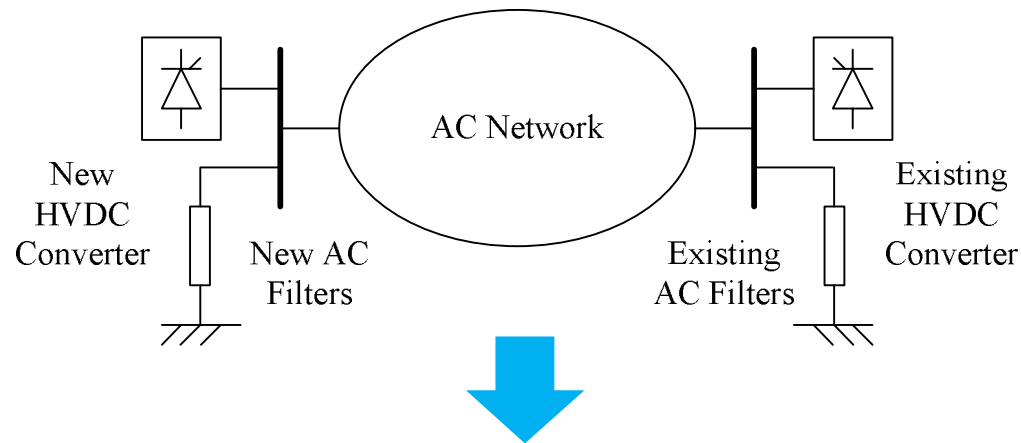 AC Network
New
HVDC
Converter
New AC
Filters
Existing
AC Filters
Existing
HVDC
Converter